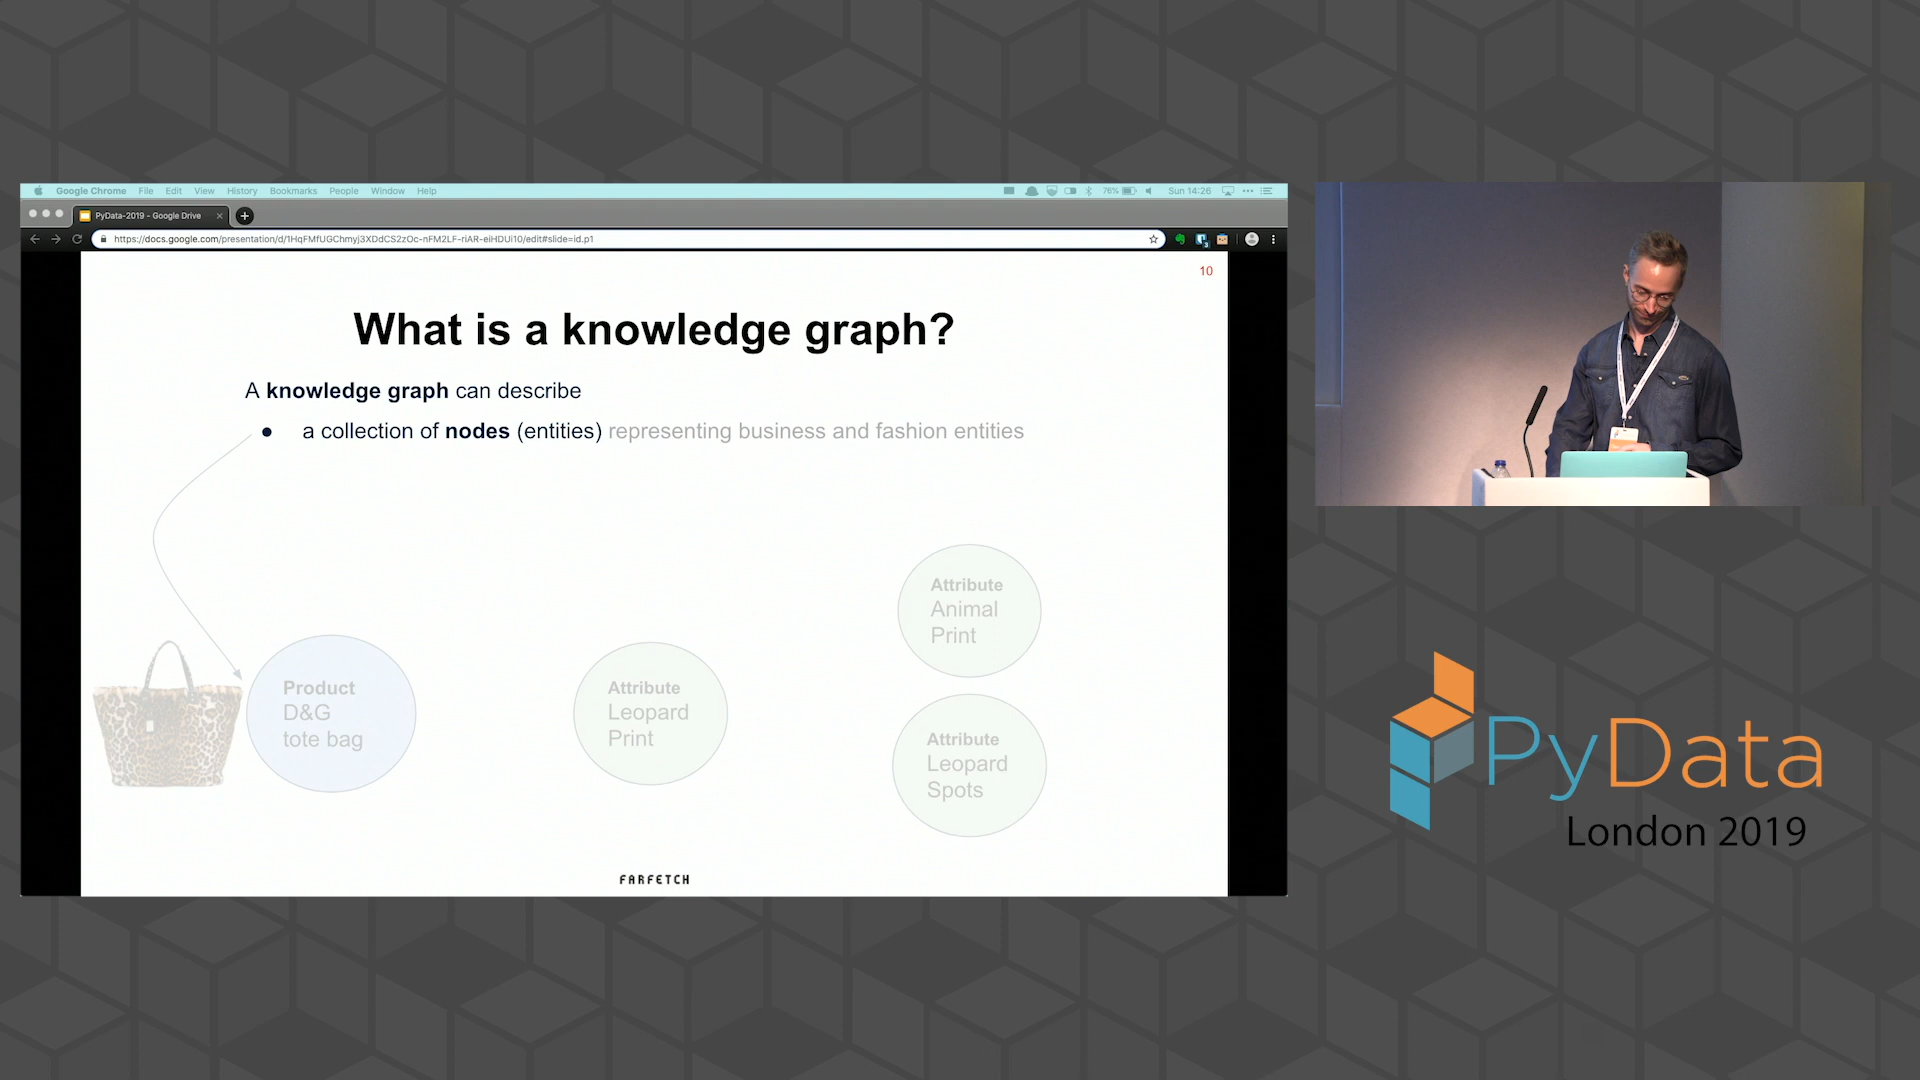 Google Chrome File Edit View History Bookmarks People Window Help
76% Sun 14:26
PyData-2019 - Google Drive
https://docs.google.com/presentation/d/1HqFMfUGChmyj3XDdCS2zOc-nFM2LF-riAR-eiHDUi10/edit#slide=id.p1
10
What is a knowledge graph?
A knowledge graph can describe
● a collection of nodes (entities) representing business and fashion entities
Attribute
Animal
Print
Product
D&G
tote bag
Attribute
Leopard
Print
Attribute
Leopard
Spots
FARFETCH
PyData
London 2019